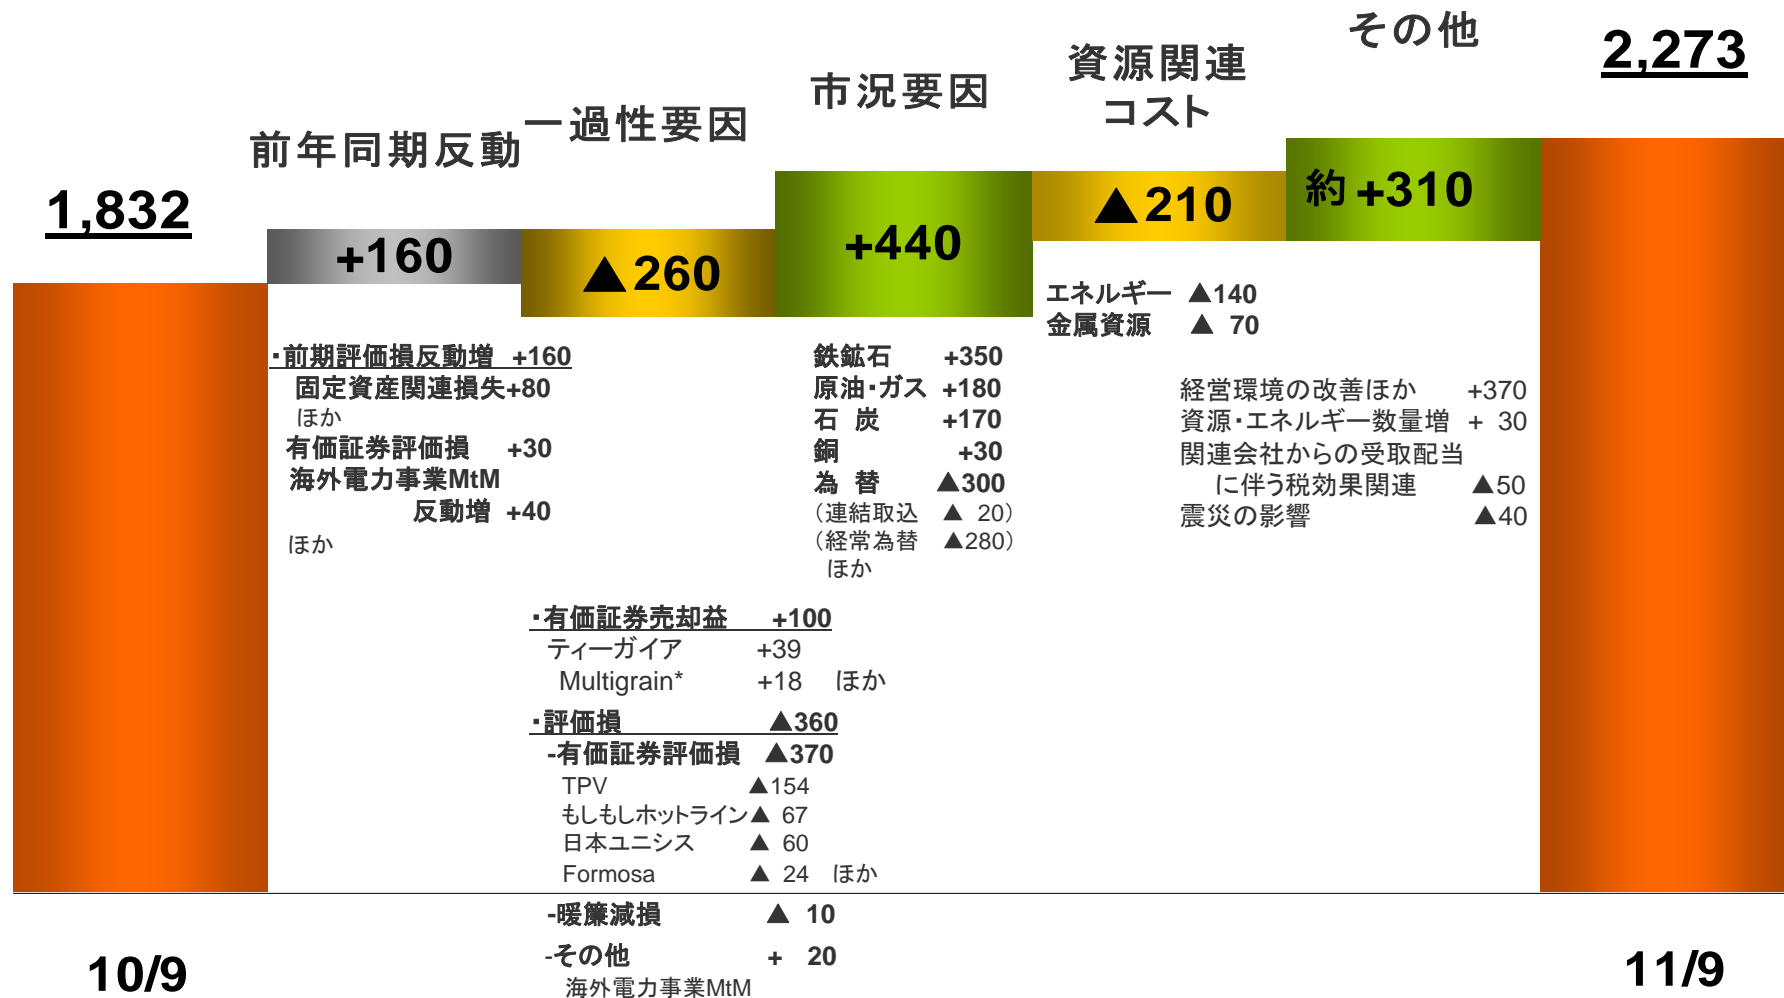 1,832
前年同期反動
一過性要因
市況要因
資源関連
コスト
その他
2,273
+160
▲260
+440
▲210
約+310
・前期評価損反動増 +160
固定資産関連損失+80
ほか
有価証券評価損 +30
海外電力事業MtM
反動増 +40
ほか
・有価証券売却益 +100
ティーガイア +39
Multigrain* +18 ほか
・評価損 ▲360
-有価証券評価損 ▲370
TPV ▲154
もしもしホットライン▲ 67
日本ユニシス ▲ 60
Formosa ▲ 24 ほか
-暖簾減損 ▲ 10
-その他 + 20
海外電力事業MtM
鉄鉱石 +350
原油・ガス +180
石 炭 +170
銅 +30
為 替 ▲300
（連結取込 ▲ 20）
（経常為替 ▲280）
ほか
エネルギー ▲140
金属資源 ▲ 70
経営環境の改善ほか +370
資源・エネルギー数量増 + 30
関連会社からの受取配当
に伴う税効果関連 ▲50
震災の影響 ▲40
10/9
11/9